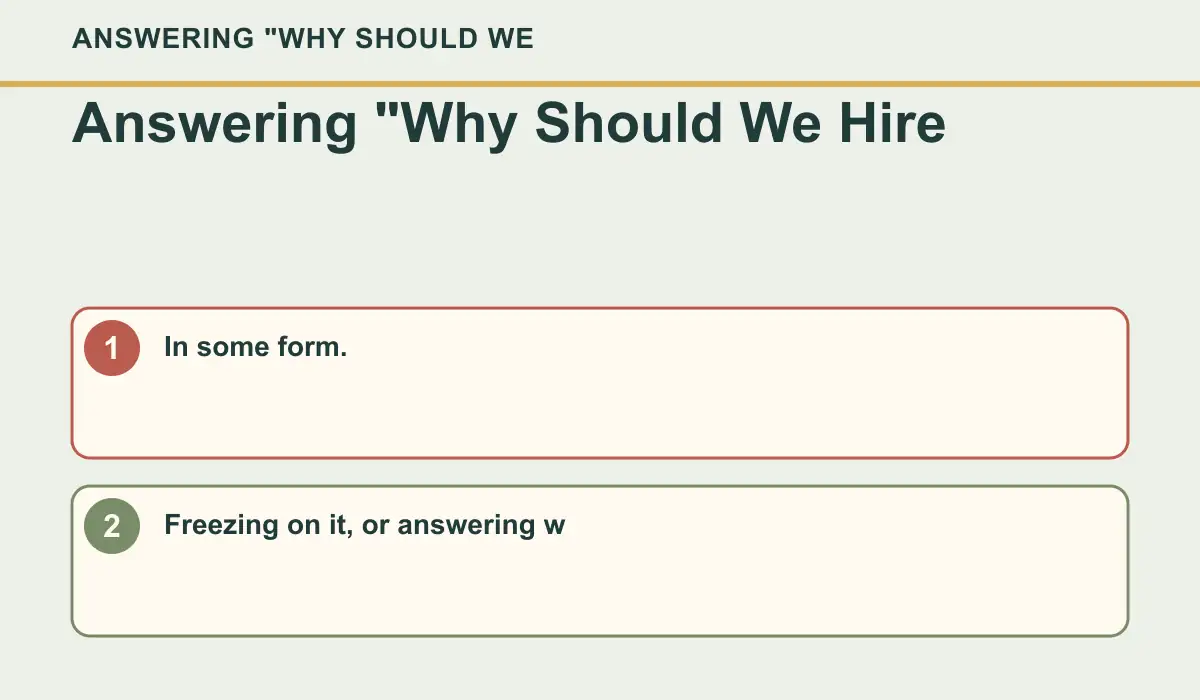 ANSWERING "WHY SHOULD WE
Answering "Why Should We Hire
1 In some form.
2 Freezing on it, or answering w